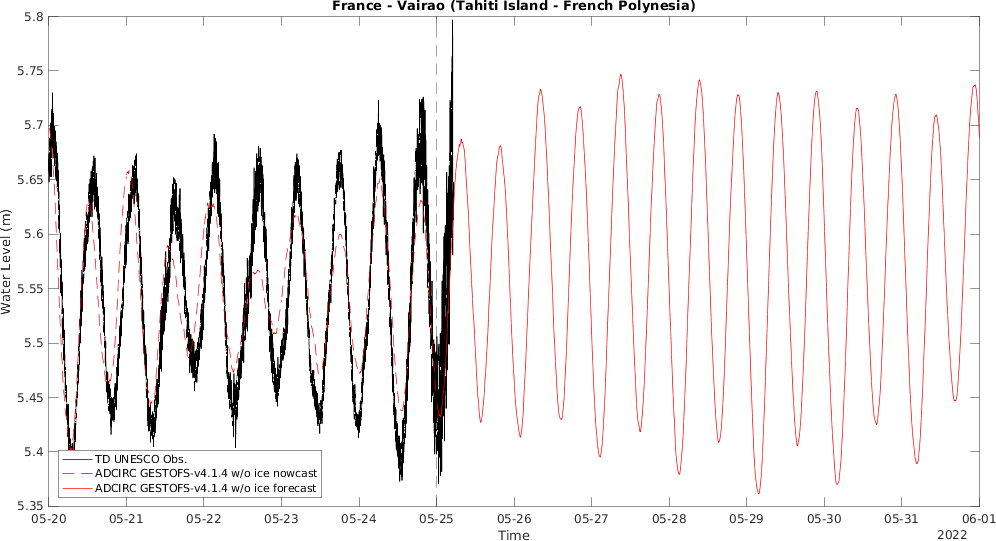 France - Vairao (Tahiti Island - French Polynesia)
5.8
5.75
5.7
5.65
5.6
5.55
5.5
5.45
5.4
5.35
Water Level (m)
TD UNESCO Obs.
ADCIRC GESTOFS-v4.1.4 w/o ice nowcast
ADCIRC GESTOFS-v4.1.4 w/o ice forecast
05-20 05-21 05-22 05-23 05-24 05-25 05-26 05-27 05-28 05-29 05-30 05-31 06-01
Time
2022